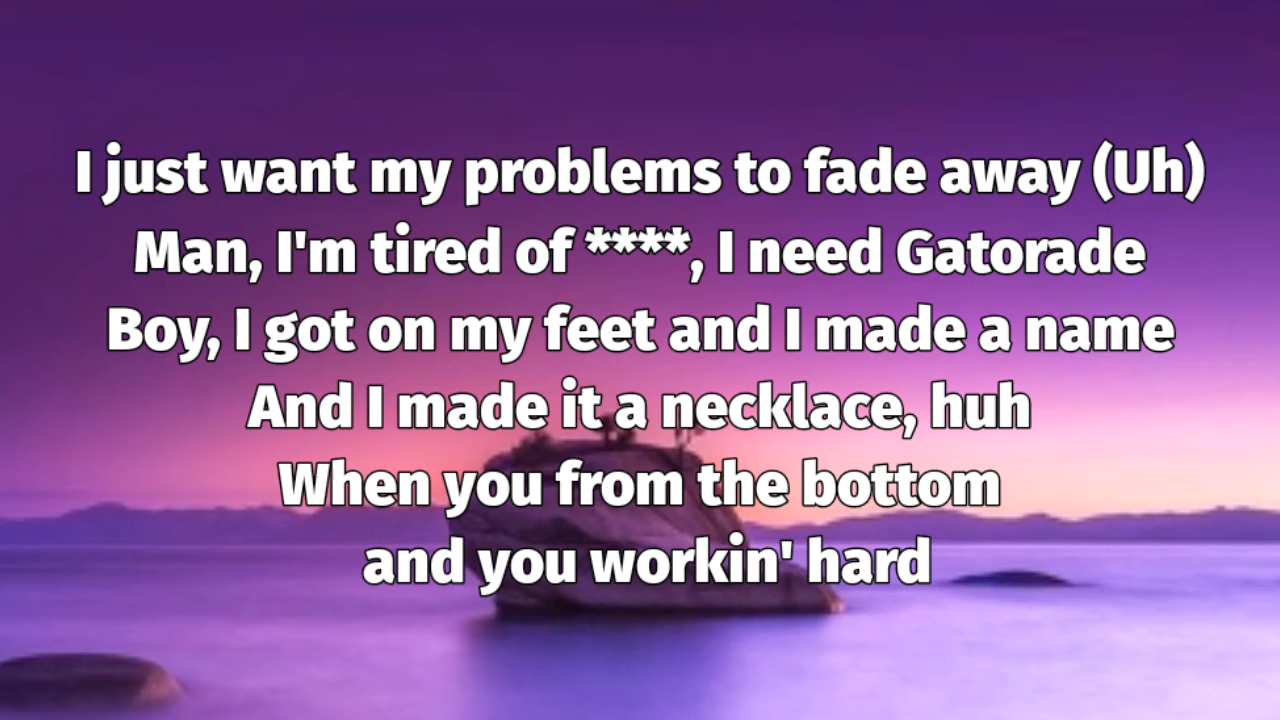 I just want my problems to fade away (Uh)
Man, I'm tired of ****, I need Gatorade
Boy, I got on my feet and I made a name
And I made it a necklace, huh
When you from the bottom
and you workin' hard